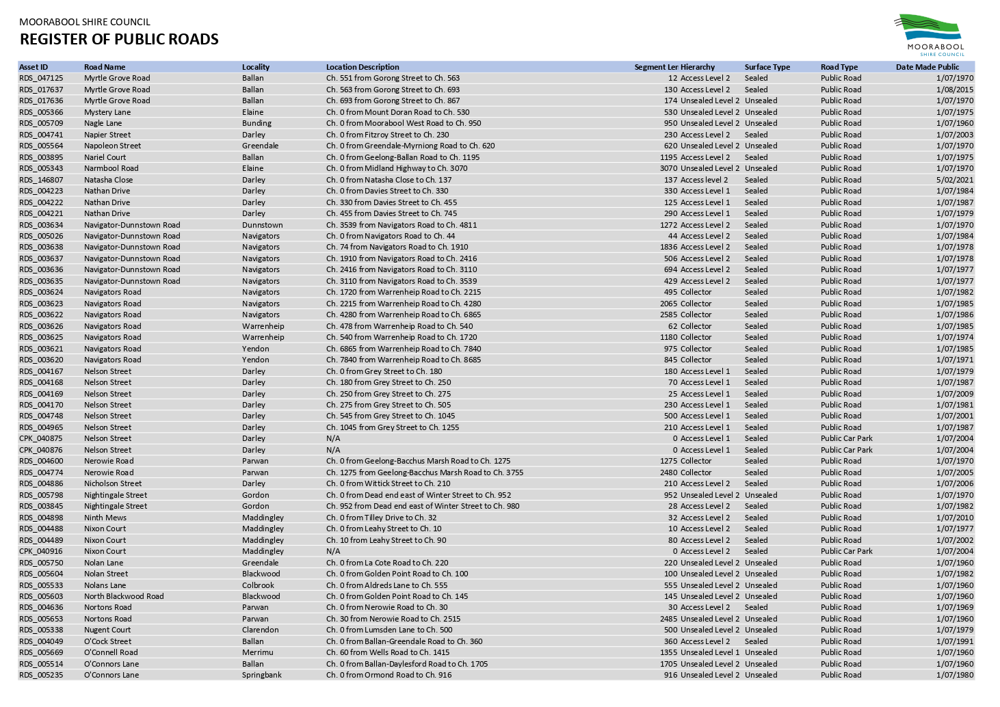 MOORABOOL SHIRE COUNCIL
REGISTER OF PUBLIC ROADS
MOORABOOL
SHIRE COUNCIL
Asset ID Road Name Locality Location Description Segment Len Hierarchy Surface Type Road Type Date Made Public
RDS_047125 Myrtle Grove Road Ballan Ch. 551 from Gorong Street to Ch. 563 12 Access Level 2 Sealed Public Road 1/07/1970
RDS_017637 Myrtle Grove Road Ballan Ch. 563 from Gorong Street to Ch. 693 130 Access Level 2 Sealed Public Road 1/08/2015
RDS_017636 Myrtle Grove Road Ballan Ch. 693 from Gorong Street to Ch. 867 174 Unsealed Level 2 Unsealed Public Road 1/07/1970
RDS_005366 Mystery Lane Elaine Ch. 0 from Mount Doran Road to Ch. 530 530 Unsealed Level 2 Unsealed Public Road 1/07/1975
RDS_005709 Nagle Lane Bunding Ch. 0 from Moorabool West Road to Ch. 950 950 Unsealed Level 2 Unsealed Public Road 1/07/1960
RDS_004741 Napier Street Darley Ch. 0 from Fitzroy Street to Ch. 230 230 Access Level 2 Sealed Public Road 1/07/2003
RDS_005564 Napoleon Street Greendale Ch. 0 from Greendale-Myrniong Road to Ch. 620 620 Unsealed Level 2 Unsealed Public Road 1/07/1970
RDS_003895 Nariel Court Ballan Ch. 0 from Geelong-Ballan Road to Ch. 1195 1195 Access Level 2 Sealed Public Road 1/07/1975
RDS_005343 Narmbool Road Elaine Ch. 0 from Midland Highway to Ch. 3070 3070 Unsealed Level 2 Unsealed Public Road 1/07/1970
RDS_146807 Natasha Close Darley Ch. 0 from Natasha Close to Ch. 137 137 Access level 2 Sealed Public Road 5/02/2021
RDS_004223 Nathan Drive Darley Ch. 0 from Davies Street to Ch. 330 330 Access Level 1 Sealed Public Road 1/07/1984
RDS_004222 Nathan Drive Darley Ch. 330 from Davies Street to Ch. 455 125 Access Level 1 Sealed Public Road 1/07/1987
RDS_004221 Nathan Drive Darley Ch. 455 from Davies Street to Ch. 745 290 Access Level 1 Sealed Public Road 1/07/1979
RDS_003634 Navigator-Dunnstown Road Dunnstown Ch. 3539 from Navigators Road to Ch. 4811 1272 Access Level 2 Sealed Public Road 1/07/1970
RDS_005026 Navigator-Dunnstown Road Navigators Ch. 0 from Navigators Road to Ch. 44 44 Access Level 2 Sealed Public Road 1/07/1984
RDS_003638 Navigator-Dunnstown Road Navigators Ch. 74 from Navigators Road to Ch. 1910 1836 Access Level 2 Sealed Public Road 1/07/1978
RDS_003637 Navigator-Dunnstown Road Navigators Ch. 1910 from Navigators Road to Ch. 2416 506 Access Level 2 Sealed Public Road 1/07/1978
RDS_003636 Navigator-Dunnstown Road Navigators Ch. 2416 from Navigators Road to Ch. 3110 694 Access Level 2 Sealed Public Road 1/07/1977
RDS_003635 Navigator-Dunnstown Road Navigators Ch. 3110 from Navigators Road to Ch. 3539 429 Access Level 2 Sealed Public Road 1/07/1977
RDS_003624 Navigators Road Navigators Ch. 1720 from Warrenheip Road to Ch. 2215 495 Collector Sealed Public Road 1/07/1982
RDS_003623 Navigators Road Navigators Ch. 2215 from Warrenheip Road to Ch. 4280 2065 Collector Sealed Public Road 1/07/1985
RDS_003622 Navigators Road Navigators Ch. 4280 from Warrenheip Road to Ch. 6865 2585 Collector Sealed Public Road 1/07/1986
RDS_003626 Navigators Road Warrenheip Ch. 478 from Warrenheip Road to Ch. 540 62 Collector Sealed Public Road 1/07/1985
RDS_003625 Navigators Road Warrenheip Ch. 540 from Warrenheip Road to Ch. 1720 1180 Collector Sealed Public Road 1/07/1974
RDS_003621 Navigators Road Yendon Ch. 6865 from Warrenheip Road to Ch. 7840 975 Collector Sealed Public Road 1/07/1985
RDS_003620 Navigators Road Yendon Ch. 7840 from Warrenheip Road to Ch. 8685 845 Collector Sealed Public Road 1/07/1971
RDS_004167 Nelson Street Darley Ch. 0 from Grey Street to Ch. 180 180 Access Level 1 Sealed Public Road 1/07/1979
RDS_004168 Nelson Street Darley Ch. 180 from Grey Street to Ch. 250 70 Access Level 1 Sealed Public Road 1/07/1987
RDS_004169 Nelson Street Darley Ch. 250 from Grey Street to Ch. 275 25 Access Level 1 Sealed Public Road 1/07/2009
RDS_004170 Nelson Street Darley Ch. 275 from Grey Street to Ch. 505 230 Access Level 1 Sealed Public Road 1/07/1981
RDS_004748 Nelson Street Darley Ch. 545 from Grey Street to Ch. 1045 500 Access Level 1 Sealed Public Road 1/07/2001
RDS_004965 Nelson Street Darley Ch. 1045 from Grey Street to Ch. 1255 210 Access Level 1 Sealed Public Road 1/07/1987
CPK_040875 Nelson Street Darley N/A 0 Access Level 1 Sealed Public Car Park 1/07/2004
CPK_040876 Nelson Street Darley N/A 0 Access Level 1 Sealed Public Car Park 1/07/2004
RDS_004600 Nerowie Road Parwan Ch. 0 from Geelong-Bacchus Marsh Road to Ch. 1275 1275 Collector Sealed Public Road 1/07/1970
RDS_004774 Nerowie Road Parwan Ch. 1275 from Geelong-Bacchus Marsh Road to Ch. 3755 2480 Collector Sealed Public Road 1/07/2005
RDS_004886 Nicholson Street Darley Ch. 0 from Wittick Street to Ch. 210 210 Access Level 2 Sealed Public Road 1/07/2006
RDS_005798 Nightingale Street Gordon Ch. 0 from Dead end east of Winter Street to Ch. 952 952 Unsealed Level 2 Unsealed Public Road 1/07/1970
RDS_003845 Nightingale Street Gordon Ch. 952 from Dead end east of Winter Street to Ch. 980 28 Access Level 2 Sealed Public Road 1/07/1982
RDS_004898 Ninth Mews Maddingley Ch. 0 from Tilley Drive to Ch. 32 32 Access Level 2 Sealed Public Road 1/07/2010
RDS_004488 Nixon Court Maddingley Ch. 0 from Leahy Street to Ch. 10 10 Access Level 2 Sealed Public Road 1/07/1977
RDS_004489 Nixon Court Maddingley Ch. 10 from Leahy Street to Ch. 90 80 Access Level 2 Sealed Public Road 1/07/2002
CPK_040916 Nixon Court Maddingley N/A 0 Access Level 2 Sealed Public Car Park 1/07/2004
RDS_005750 Nolan Lane Greendale Ch. 0 from La Cote Road to Ch. 220 220 Unsealed Level 2 Unsealed Public Road 1/07/1960
RDS_005604 Nolan Street Blackwood Ch. 0 from Golden Point Road to Ch. 100 100 Unsealed Level 2 Unsealed Public Road 1/07/1982
RDS_005533 Nolans Lane Colbrook Ch. 0 from Aldreds Lane to Ch. 555 555 Unsealed Level 2 Unsealed Public Road 1/07/1960
RDS_005603 North Blackwood Road Blackwood Ch. 0 from Golden Point Road to Ch. 145 145 Unsealed Level 2 Unsealed Public Road 1/07/1960
RDS_004636 Nortons Road Parwan Ch. 0 from Nerowie Road to Ch. 30 30 Access Level 2 Sealed Public Road 1/07/1969
RDS_005653 Nortons Road Parwan Ch. 30 from Nerowie Road to Ch. 2515 2485 Unsealed Level 2 Unsealed Public Road 1/07/1960
RDS_005338 Nugent Court Clarendon Ch. 0 from Lumsden Lane to Ch. 500 500 Unsealed Level 2 Unsealed Public Road 1/07/1979
RDS_004049 O'Cock Street Ballan Ch. 0 from Ballan-Greendale Road to Ch. 360 360 Access Level 2 Sealed Public Road 1/07/1991
RDS_005669 O'Connell Road Merrimu Ch. 60 from Wells Road to Ch. 1415 1355 Unsealed Level 1 Unsealed Public Road 1/07/1960
RDS_005514 O'Connors Lane Ballan Ch. 0 from Ballan-Daylesford Road to Ch. 1705 1705 Unsealed Level 2 Unsealed Public Road 1/07/1960
RDS_005235 O'Connors Lane Springbank Ch. 0 from Ormond Road to Ch. 916 916 Unsealed Level 2 Unsealed Public Road 1/07/1980